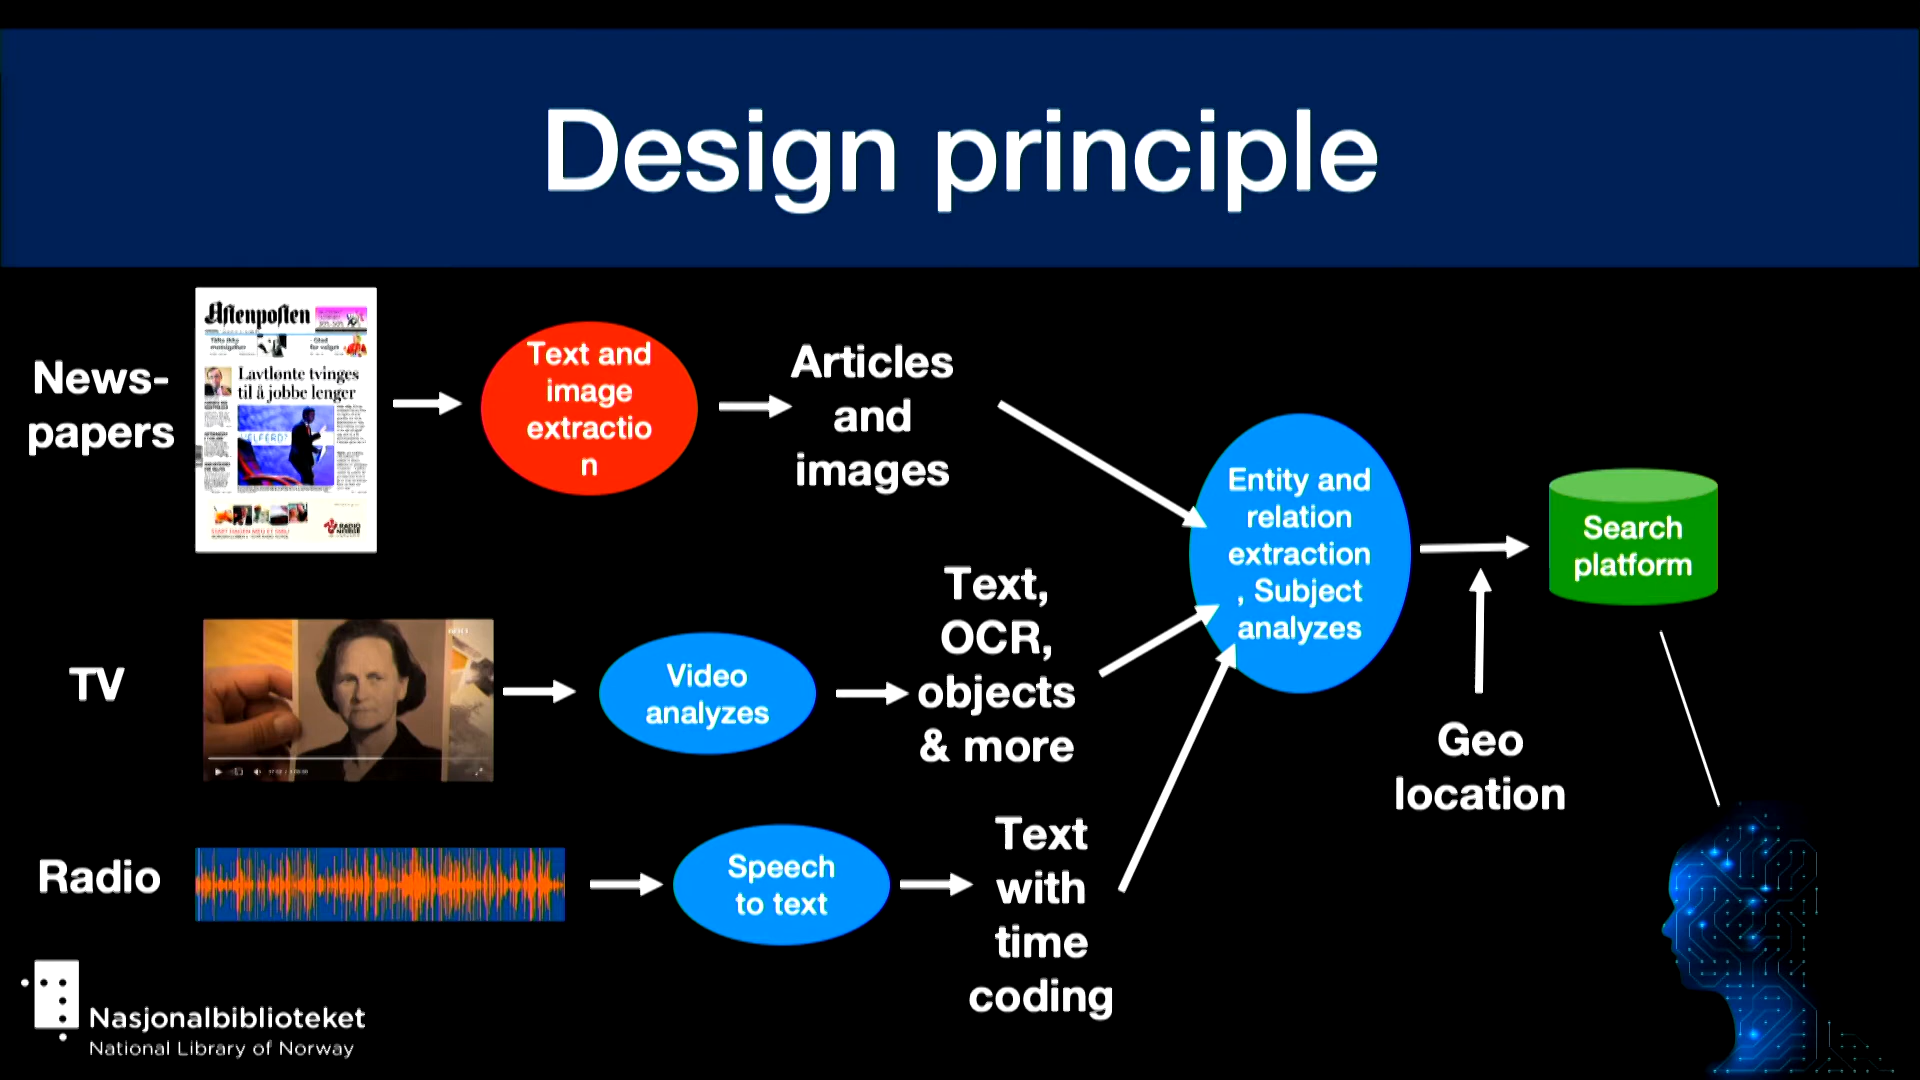 Design principle
News-
papers
Aftenposten
Lavtlønte tvinges
til å jobbe lenger
VELFERD?
Text and
image
extractio
n
Articles
and
images
TV
Video
analyzes
Text,
OCR,
objects
& more
Radio
Speech
to text
Text
with
time
coding
Entity and
relation
extraction
, Subject
analyzes
Search
platform
Geo
location
Nasjonalbiblioteket
National Library of Norway